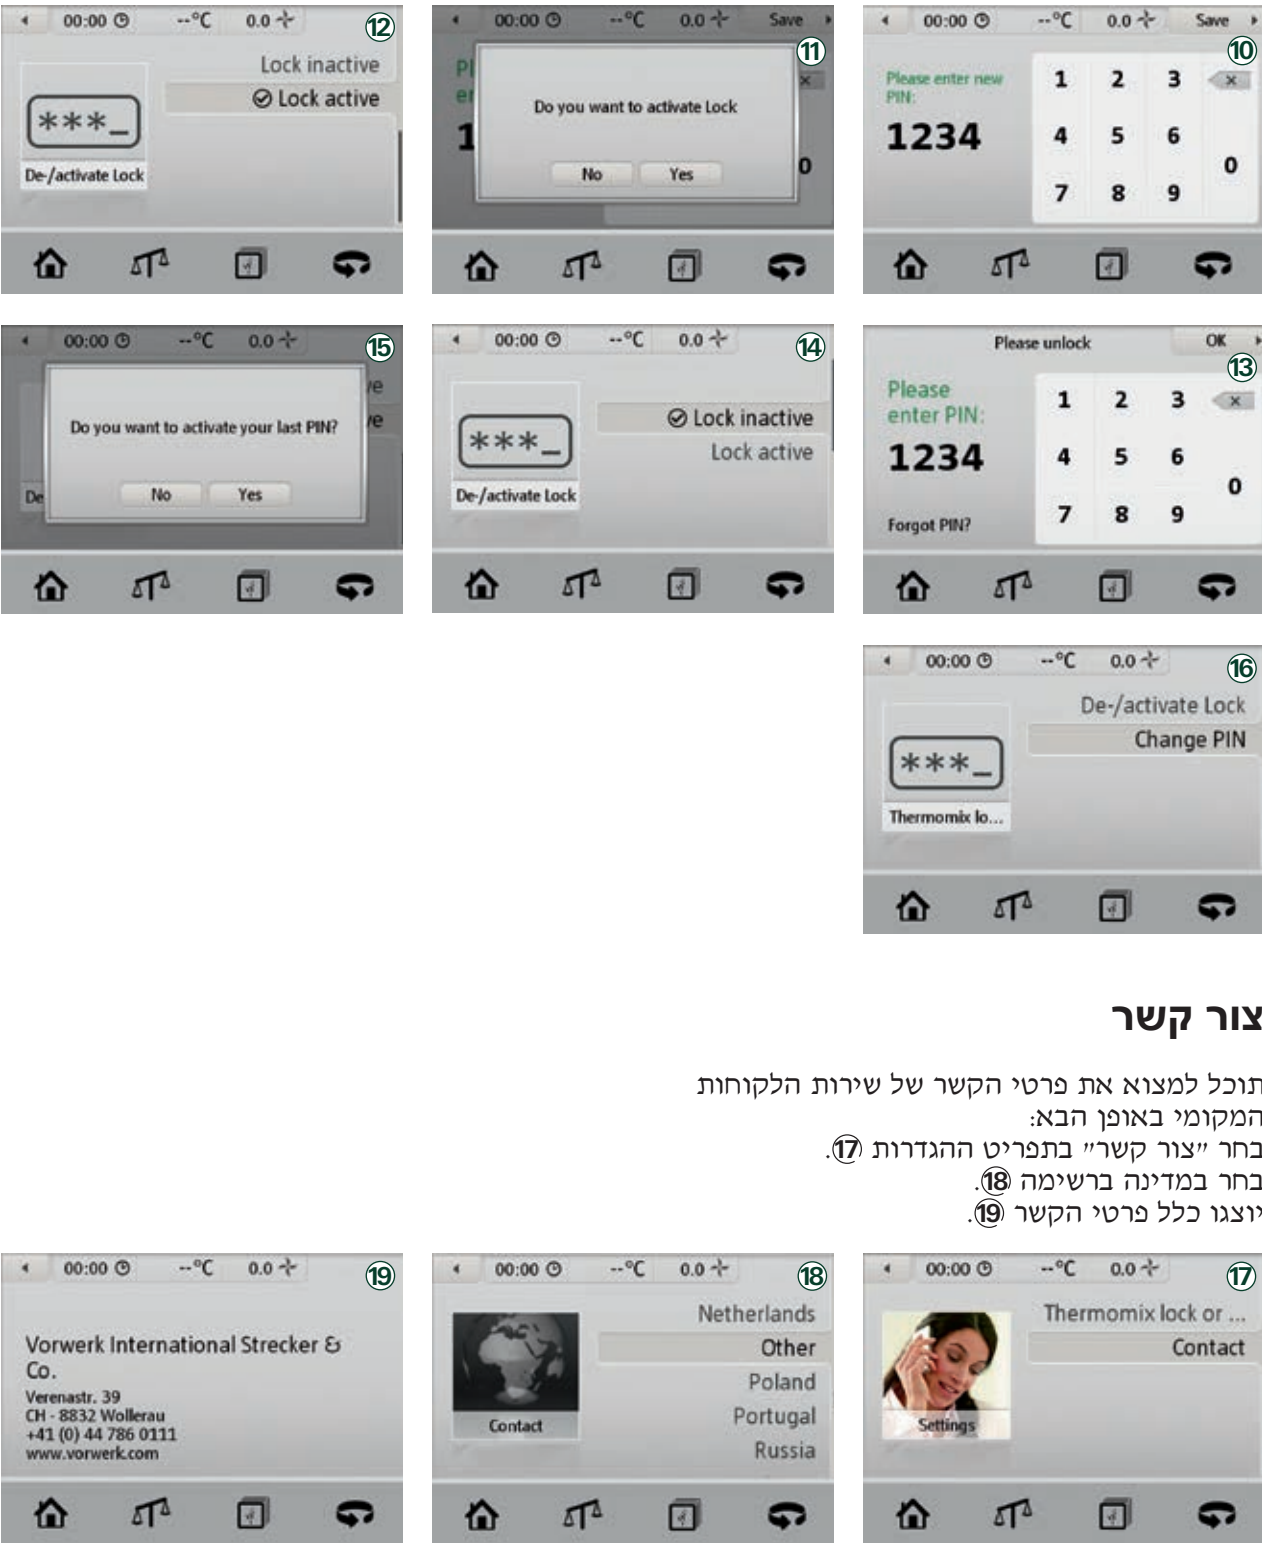 00:00 --°C 0.0 Save
10
Please enter new
PIN:
1234
1 2 3
4 5 6
0
7 8 9
00:00 --°C 0.0 Save
11
Do you want to activate Lock
No Yes
1
0
00:00 --°C 0.0
12
Lock inactive
Lock active
***_
De-/activate Lock
Please unlock OK
13
Please
enter PIN:
1234
Forgot PIN?
1 2 3
4 5 6
0
7 8 9
00:00 --°C 0.0
14
Lock inactive
Lock active
***_
De-/activate Lock
00:00 --°C 0.0
15
Do you want to activate your last PIN?
No Yes
00:00 --°C 0.0
16
De-/activate Lock
Change PIN
***_
Thermomix lo...
צור קשר
תוכל למצוא את פרטי הקשר של שירות הלקוחות
המקומי באופן הבא:
בחר "צור קשר" בתפריט ההגדרות 17.
בחר במדינה ברשימה 18.
יוצגו כלל פרטי הקשר 19.
00:00 --°C 0.0
17
Thermomix lock or ...
Contact
Settings
00:00 --°C 0.0
18
Netherlands
Other
Poland
Portugal
Russia
Contact
00:00 --°C 0.0
19
Vorwerk International Strecker &
Co.
Verenastr. 39
CH - 8832 Wollerau
+41 (0) 44 786 0111
www.vorwerk.com